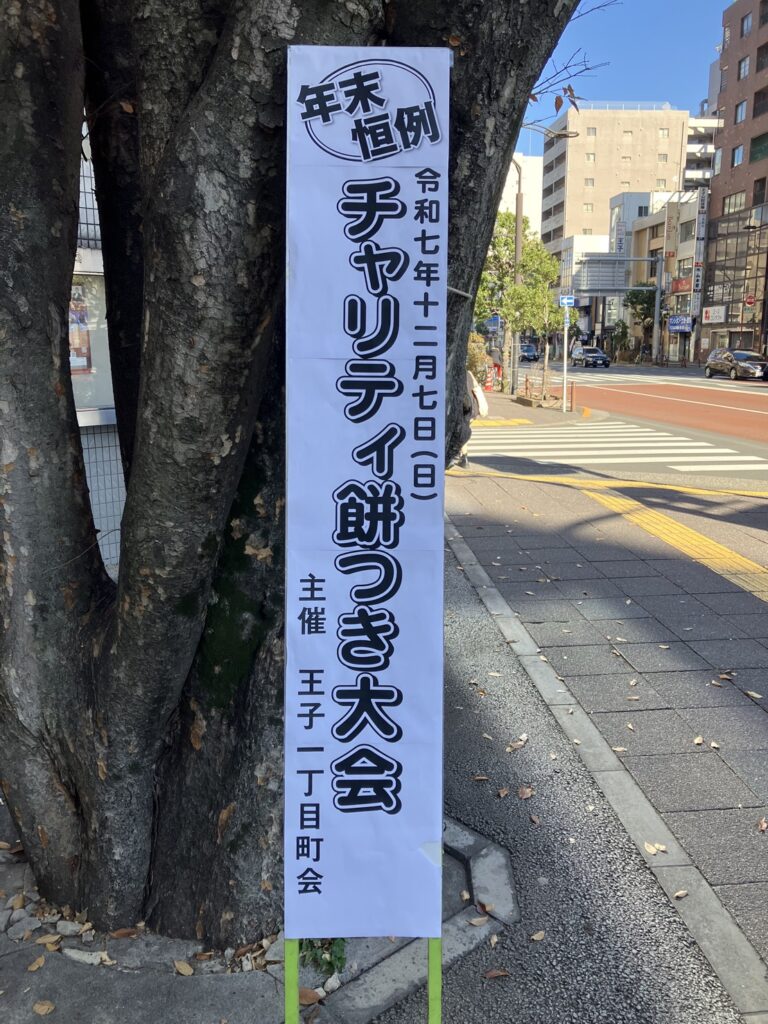 年末
恒例
令和七年十二月七日（日）
チャリティ餅つき大会
主催　王子一丁目町会